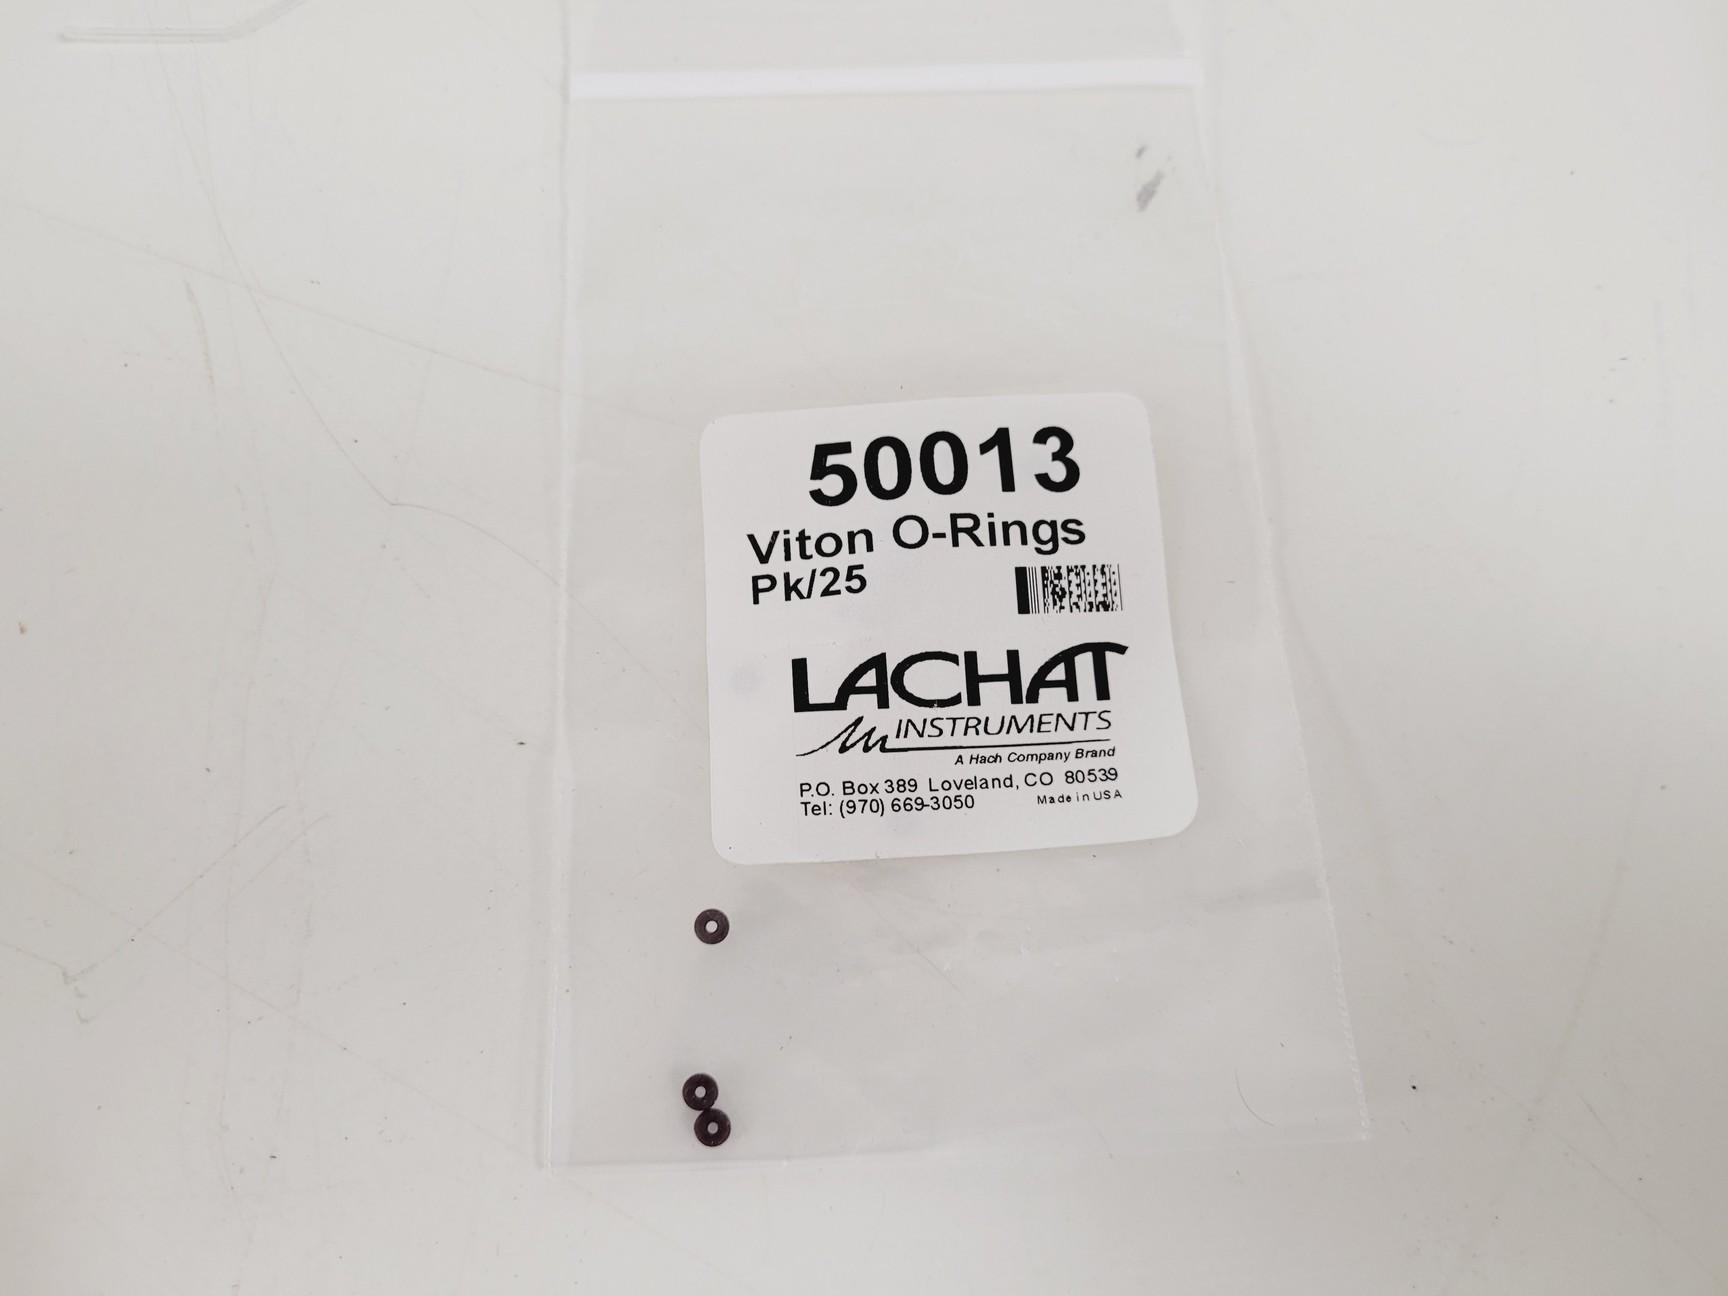 50013
Viton O-Rings
Pk/25
LACHAT
INSTRUMENTS
A Hach Company Brand
P.O. Box 389 Loveland, CO 80539
Tel: (970) 669-3050 Made in USA